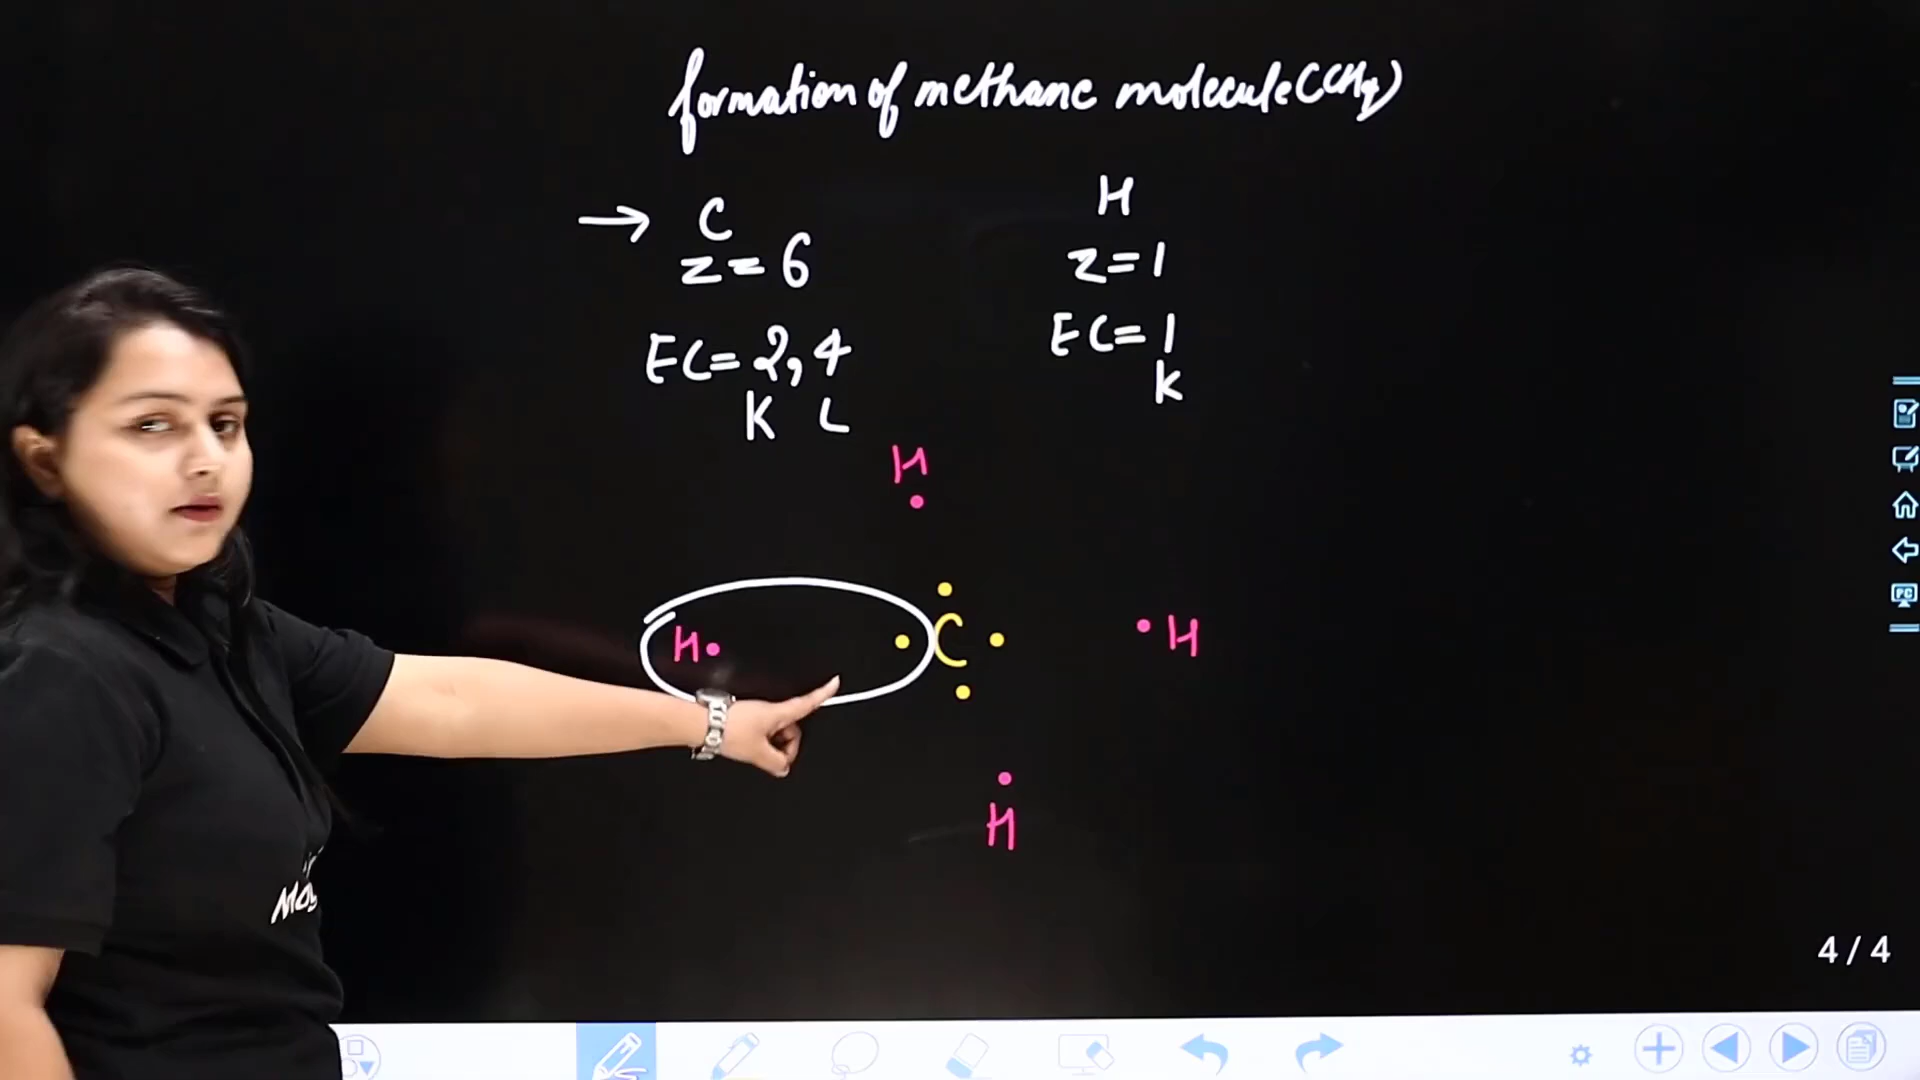 formation of methane molecule (CH4)
→ C
z = 6
EC= 2, 4
K L
H
z = 1
EC= 1
K
H
H C H
H
4 / 4